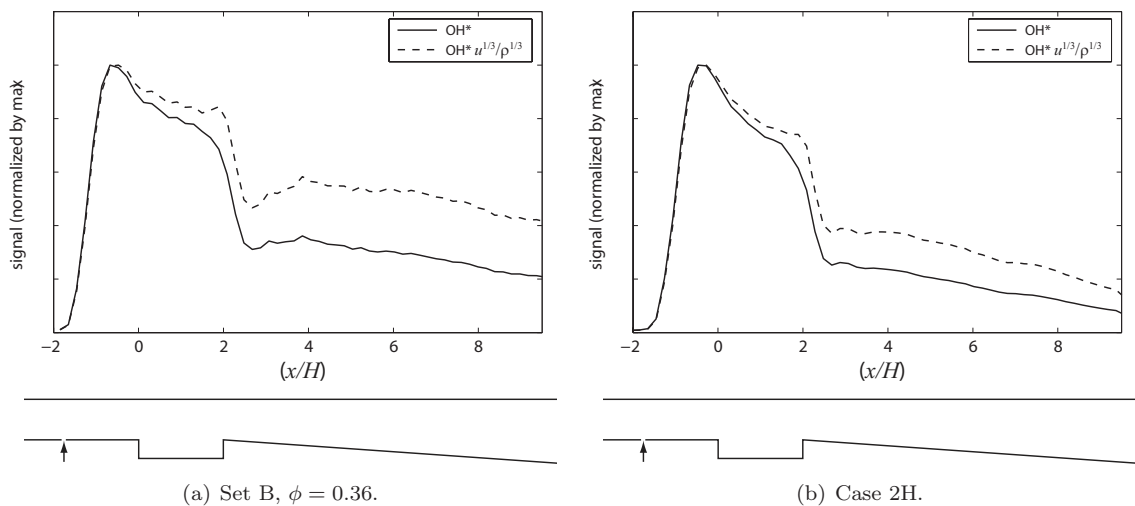 OH*
OH* u^{1/3}/ρ^{1/3}
signal (normalized by max
−2 0 2 4 6 8
(x/H)
(a) Set B, ϕ = 0.36.
OH*
OH* u^{1/3}/ρ^{1/3}
signal (normalized by max
−2 0 2 4 6 8
(x/H)
(b) Case 2H.